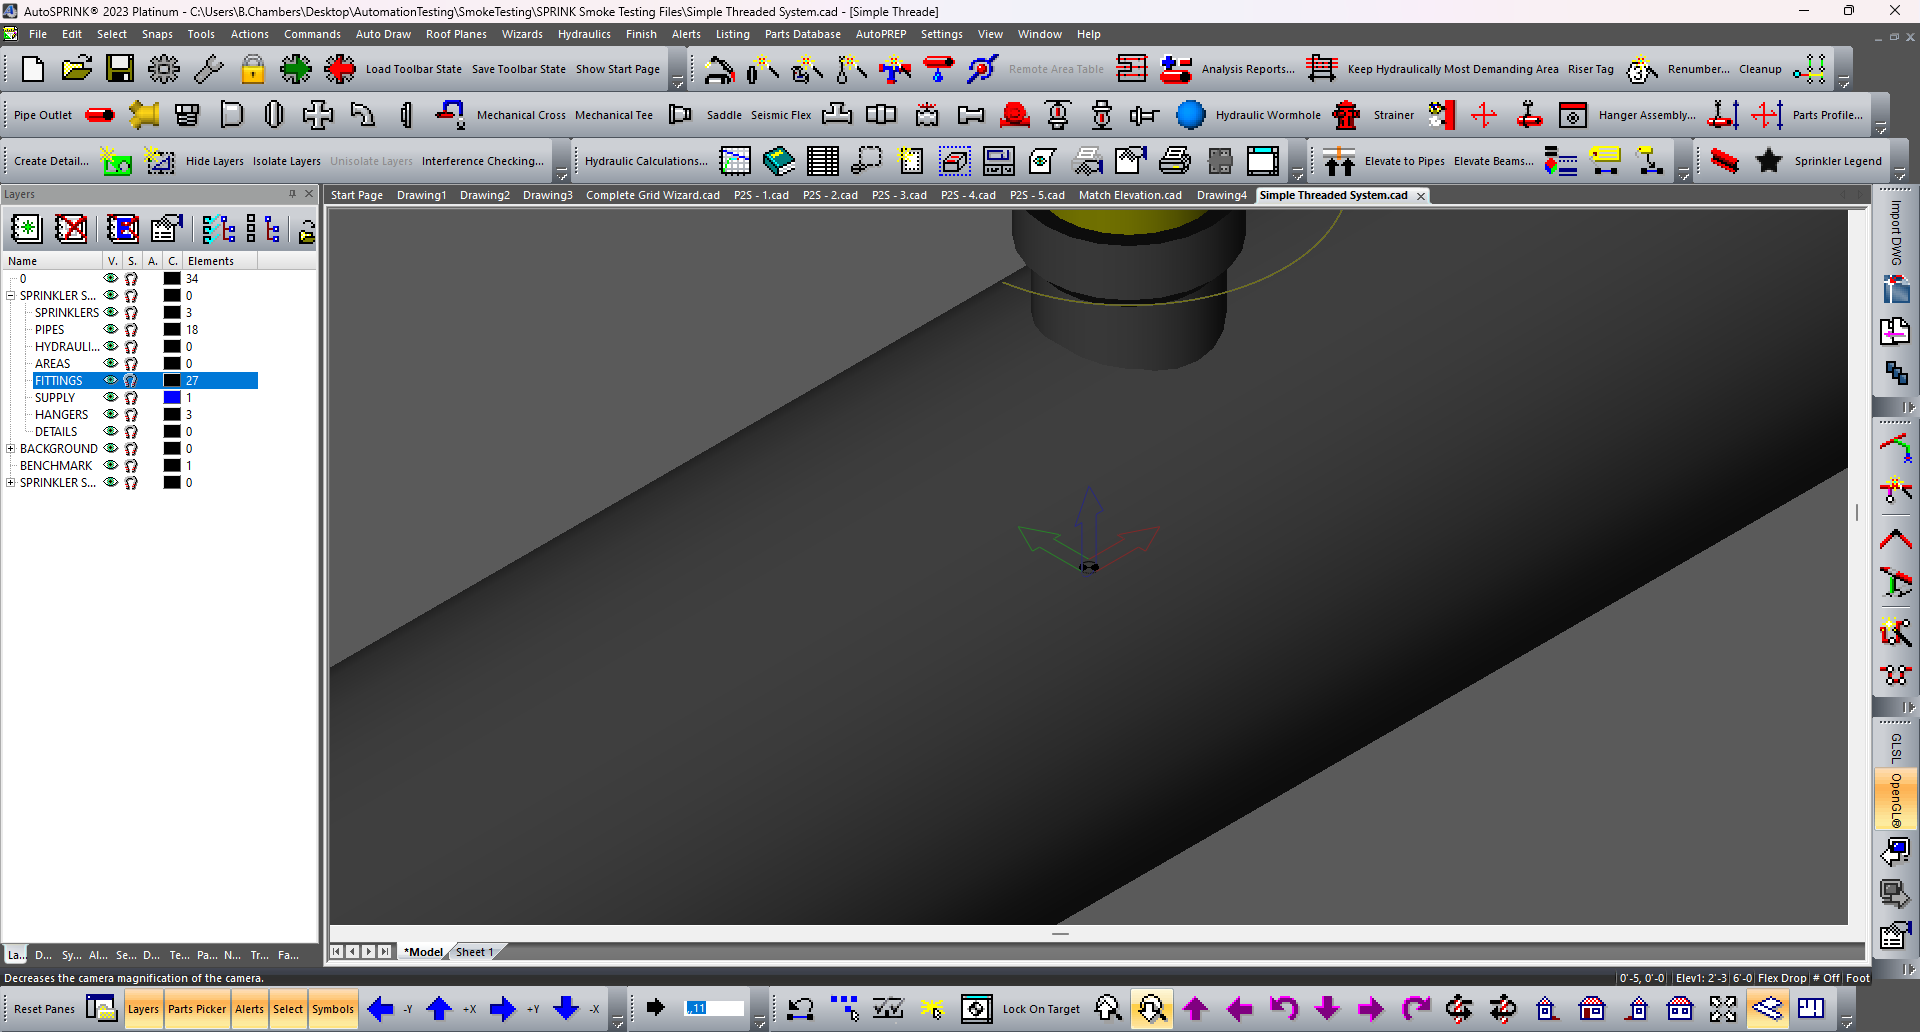 AutoSPRINK® 2023 Platinum - C:\Users\B.Chambers\Desktop\AutomationTesting\SmokeTesting\SPRINK Smoke Testing Files\Simple Threaded System.cad - [Simple Threade]
File Edit Select Snaps Tools Actions Commands Auto Draw Roof Planes Wizards Hydraulics Finish Alerts Listing Parts Database AutoPREP Settings View Window Help
Load Toolbar State Save Toolbar State Show Start Page Remote Area Table Analysis Reports... Keep Hydraulically Most Demanding Area Riser Tag Renumber... Cleanup
Pipe Outlet Mechanical Cross Mechanical Tee Saddle Seismic Flex Hydraulic Wormhole Strainer Hanger Assembly... Parts Profile...
Create Detail... Hide Layers Isolate Layers Unisolate Layers Interference Checking... Hydraulic Calculations... Elevate to Pipes Elevate Beams... Sprinkler Legend
Layers
Start Page Drawing1 Drawing2 Drawing3 Complete Grid Wizard.cad P2S - 1.cad P2S - 2.cad P2S - 3.cad P2S - 4.cad P2S - 5.cad Match Elevation.cad Drawing4 Simple Threaded System.cad
Name V. S. A. C. Elements
0 34
SPRINKLER S... 0
SPRINKLERS 3
PIPES 18
HYDRAULI... 0
AREAS 0
FITTINGS 27
SUPPLY 1
HANGERS 3
DETAILS 0
BACKGROUND 0
BENCHMARK 1
SPRINKLER S... 0
Import DWG
GLSL
OpenGL®
*Model Sheet 1
La... D... Sy... Al... Se... D... Te... Pa... N... Tr... Fa...
Decreases the camera magnification of the camera.
0'-5, 0'-0 Elev1: 2'-3 6'-0 Flex Drop # Off Foot
Reset Panes Layers Parts Picker Alerts Select Symbols -Y +X +Y -X ,,11 Lock On Target